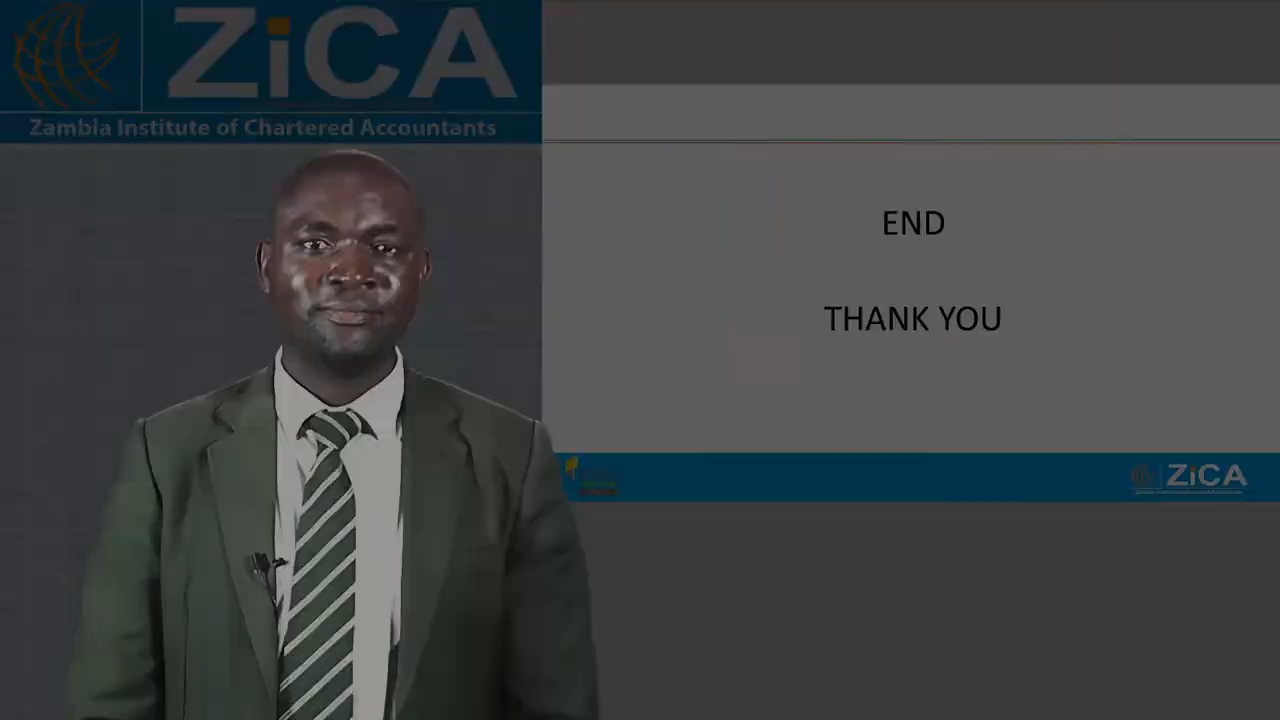 ZiCA
Zambia Institute of Chartered Accountants
END
THANK YOU
ZiCA